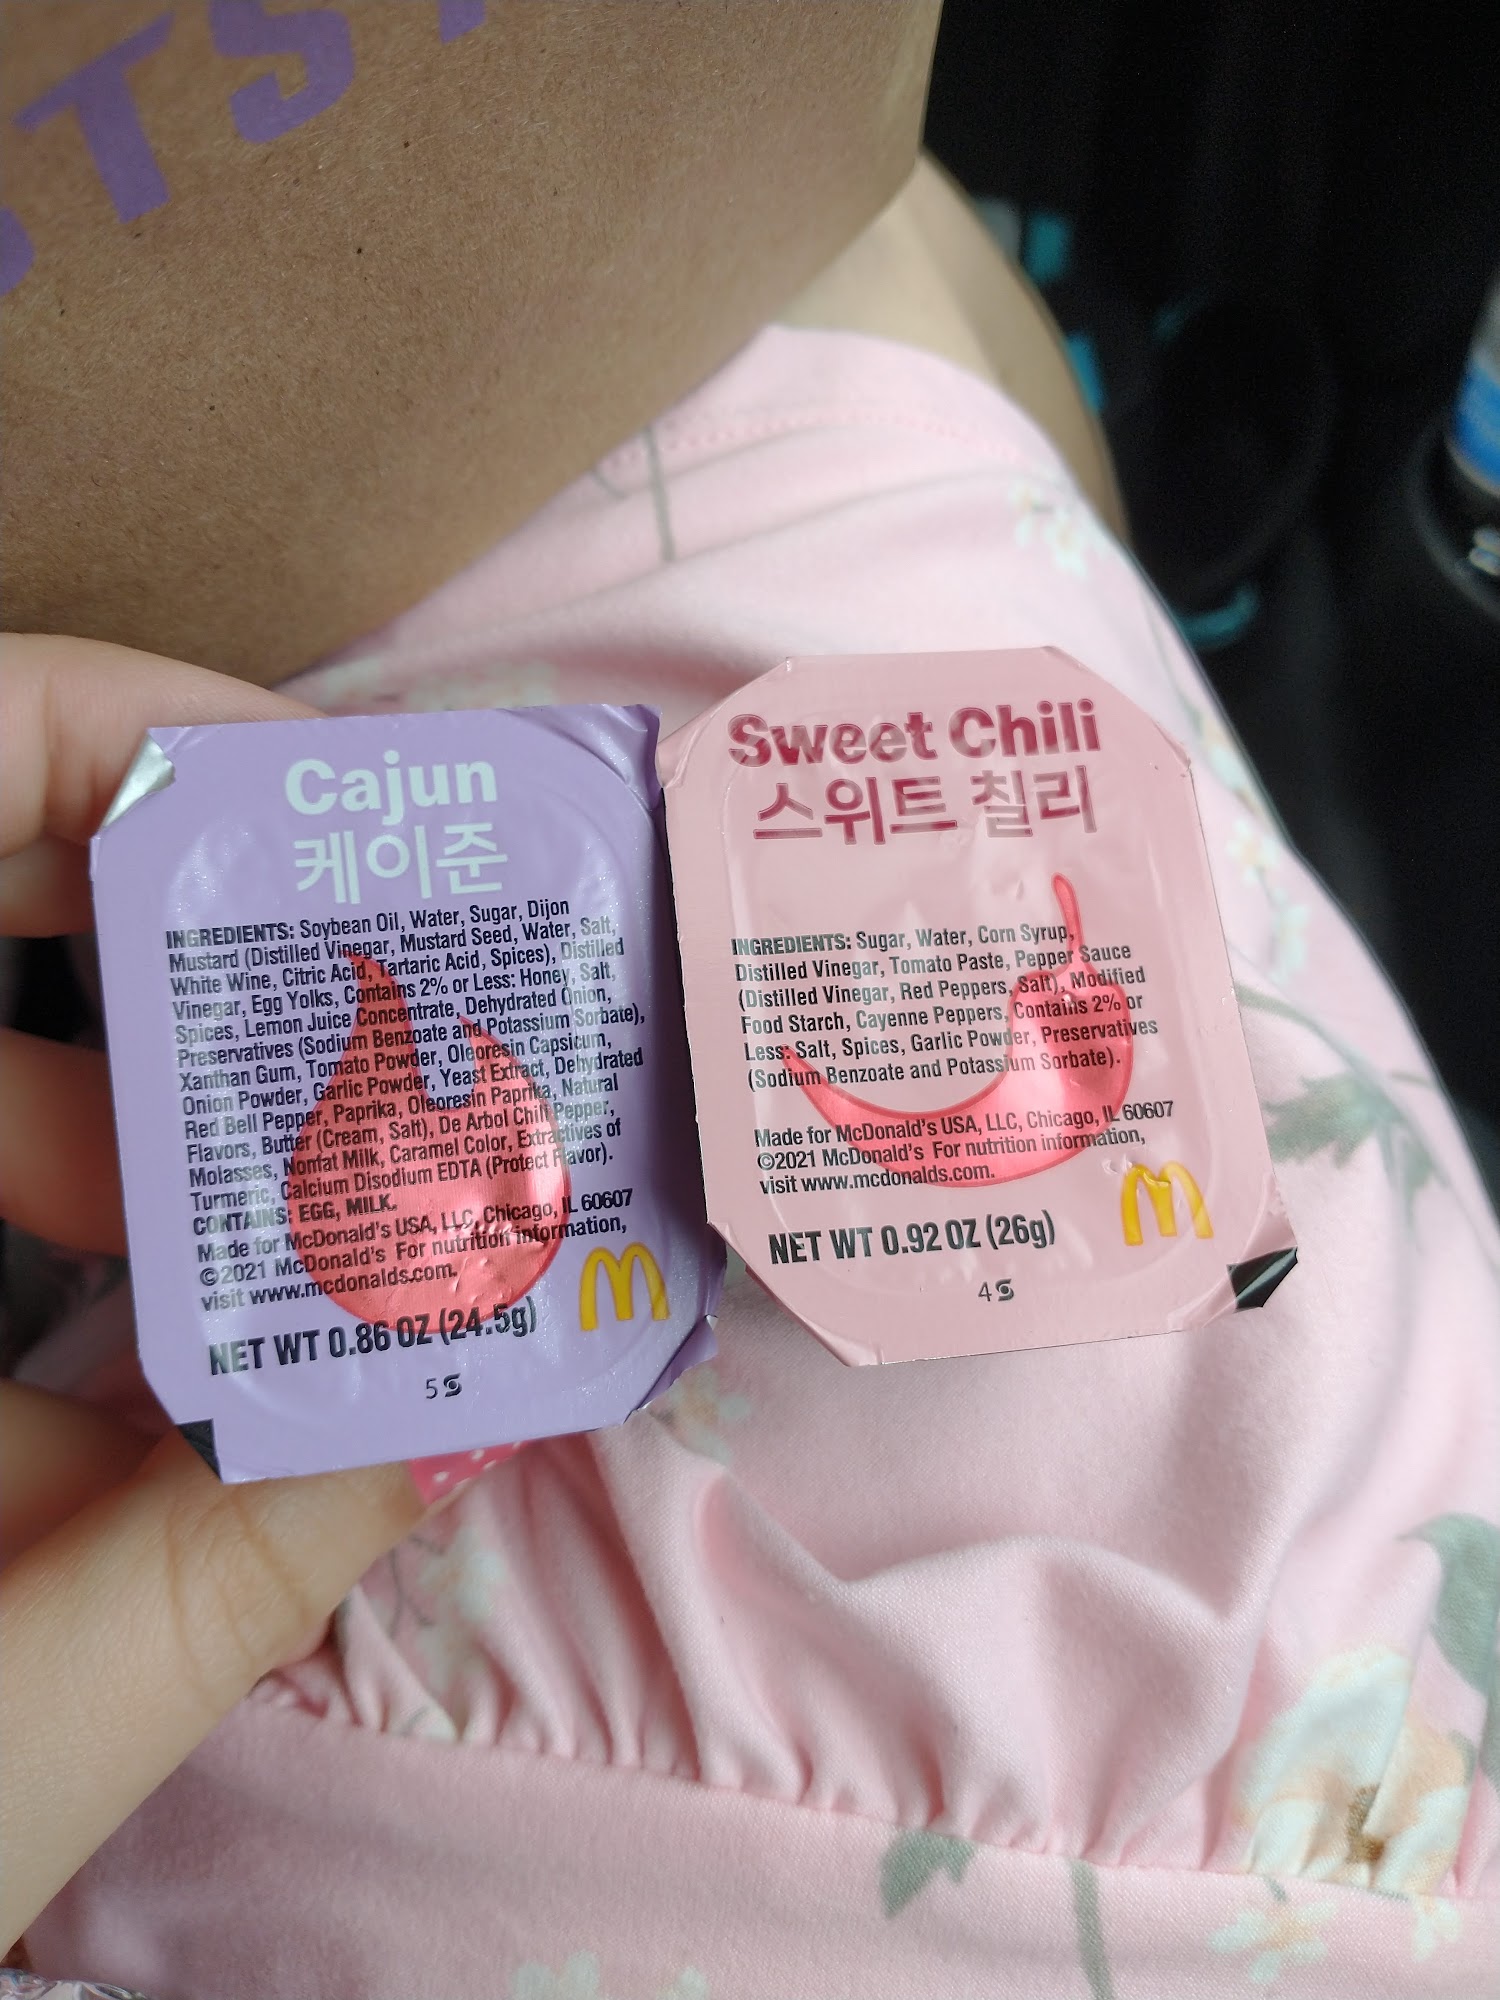 TST
Cajun
케이준
INGREDIENTS: Soybean Oil, Water, Sugar, Dijon
Mustard (Distilled Vinegar, Mustard Seed, Water, Salt,
White Wine, Citric Acid, Tartaric Acid, Spices), Distilled
Vinegar, Egg Yolks, Contains 2% or Less: Honey, Salt,
Spices, Lemon Juice Concentrate, Dehydrated Onion,
Preservatives (Sodium Benzoate and Potassium Sorbate),
Xanthan Gum, Tomato Powder, Oleoresin Capsicum,
Onion Powder, Garlic Powder, Yeast Extract, Dehydrated
Red Bell Pepper, Paprika, Oleoresin Paprika, Natural
Flavors, Butter (Cream, Salt), De Arbol Chili Pepper,
Molasses, Nonfat Milk, Caramel Color, Extractives of
Turmeric, Calcium Disodium EDTA (Protect Flavor).
CONTAINS: EGG, MILK.
Made for McDonald's USA, LLC, Chicago, IL 60607
©2021 McDonald's For nutrition information,
visit www.mcdonalds.com.
NET WT 0.86 OZ (24.5g)
5
Sweet Chili
스위트 칠리
INGREDIENTS: Sugar, Water, Corn Syrup,
Distilled Vinegar, Tomato Paste, Pepper Sauce
(Distilled Vinegar, Red Peppers, Salt), Modified
Food Starch, Cayenne Peppers, Contains 2% or
Less: Salt, Spices, Garlic Powder, Preservatives
(Sodium Benzoate and Potassium Sorbate).
Made for McDonald's USA, LLC, Chicago, IL 60607
©2021 McDonald's For nutrition information,
visit www.mcdonalds.com.
NET WT 0.92 OZ (26g)
4